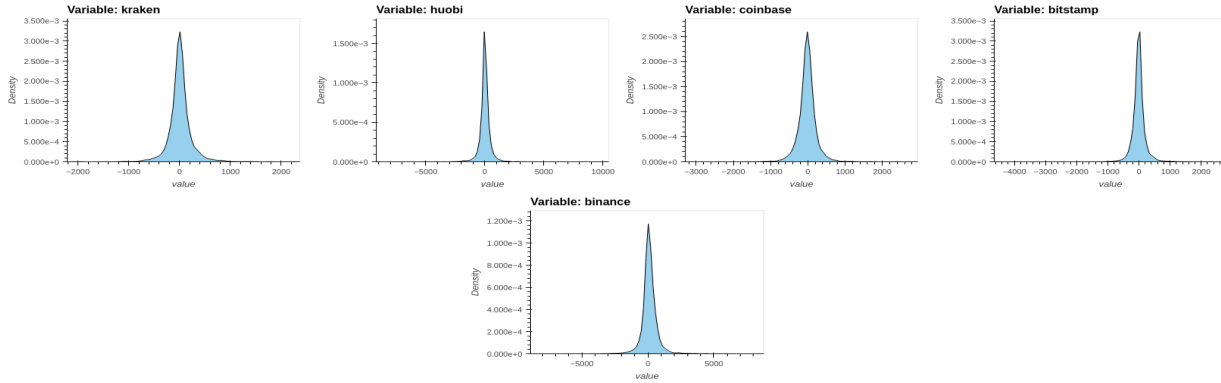 Variable: kraken
3.500e−3
3.000e−3
2.500e−3
2.000e−3
1.500e−3
1.000e−3
5.000e−4
0.000e+0
Density
−2000 −1000 0 1000 2000
value
Variable: huobi
1.500e−3
1.000e−3
5.000e−4
0.000e+0
Density
−5000 0 5000 10000
value
Variable: coinbase
2.500e−3
2.000e−3
1.500e−3
1.000e−3
5.000e−4
0.000e+0
Density
−3000 −2000 −1000 0 1000 2000
value
Variable: bitstamp
3.500e−3
3.000e−3
2.500e−3
2.000e−3
1.500e−3
1.000e−3
5.000e−4
0.000e+0
Density
−4000 −3000 −2000 −1000 0 1000 2000
value
Variable: binance
1.200e−3
1.000e−3
8.000e−4
6.000e−4
4.000e−4
2.000e−4
0.000e+0
Density
−5000 0 5000
value